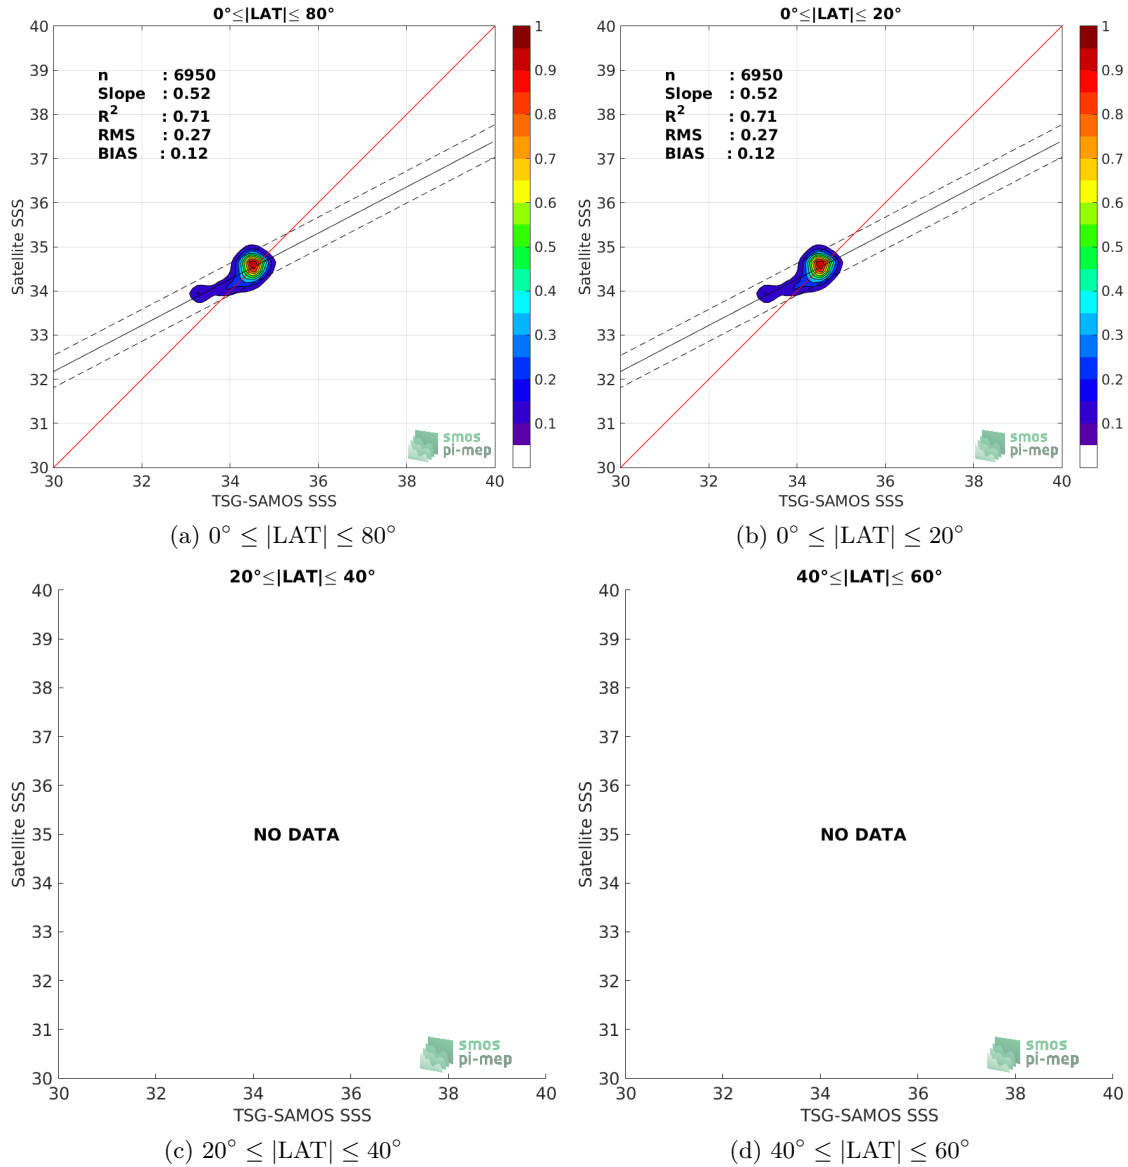 0°≤|LAT|≤ 80°
40
39
38
37
36
35
34
33
32
31
30
Satellite SSS
n : 6950
Slope : 0.52
R² : 0.71
RMS : 0.27
BIAS : 0.12
smos
pi-mep
30 32 34 36 38 40
TSG-SAMOS SSS
1
0.9
0.8
0.7
0.6
0.5
0.4
0.3
0.2
0.1
(a) 0° ≤ |LAT| ≤ 80°
0°≤|LAT|≤ 20°
40
39
38
37
36
35
34
33
32
31
30
Satellite SSS
n : 6950
Slope : 0.52
R² : 0.71
RMS : 0.27
BIAS : 0.12
smos
pi-mep
30 32 34 36 38 40
TSG-SAMOS SSS
1
0.9
0.8
0.7
0.6
0.5
0.4
0.3
0.2
0.1
(b) 0° ≤ |LAT| ≤ 20°
20°≤|LAT|≤ 40°
40
39
38
37
36
35
34
33
32
31
30
Satellite SSS
NO DATA
smos
pi-mep
30 32 34 36 38 40
TSG-SAMOS SSS
(c) 20° ≤ |LAT| ≤ 40°
40°≤|LAT|≤ 60°
40
39
38
37
36
35
34
33
32
31
30
Satellite SSS
NO DATA
smos
pi-mep
30 32 34 36 38 40
TSG-SAMOS SSS
(d) 40° ≤ |LAT| ≤ 60°